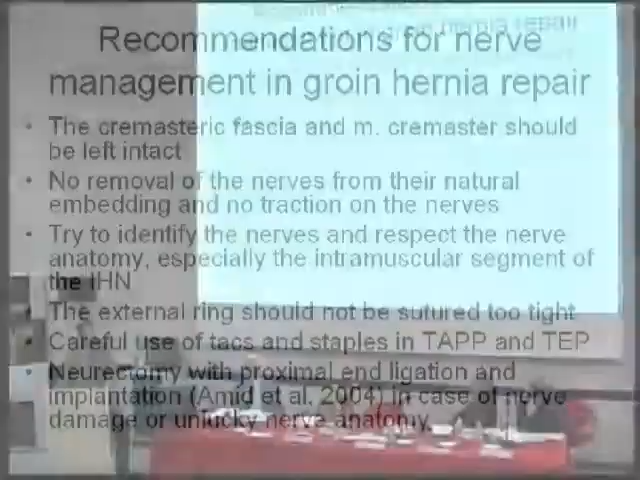 Recommendations for nerve
management in groin hernia repair
• The cremasteric fascia and m. cremaster should
be left intact
• No removal of the nerves from their natural
embedding and no traction on the nerves
• Try to identify the nerves and respect the nerve
anatomy, especially the intramuscular segment of
the IHN
• The external ring should not be sutured too tight
• Careful use of tacs and staples in TAPP and TEP
• Neurectomy with proximal end ligation and
implantation (Amid et al. 2004) in case of nerve
damage or unlucky nerve anatomy